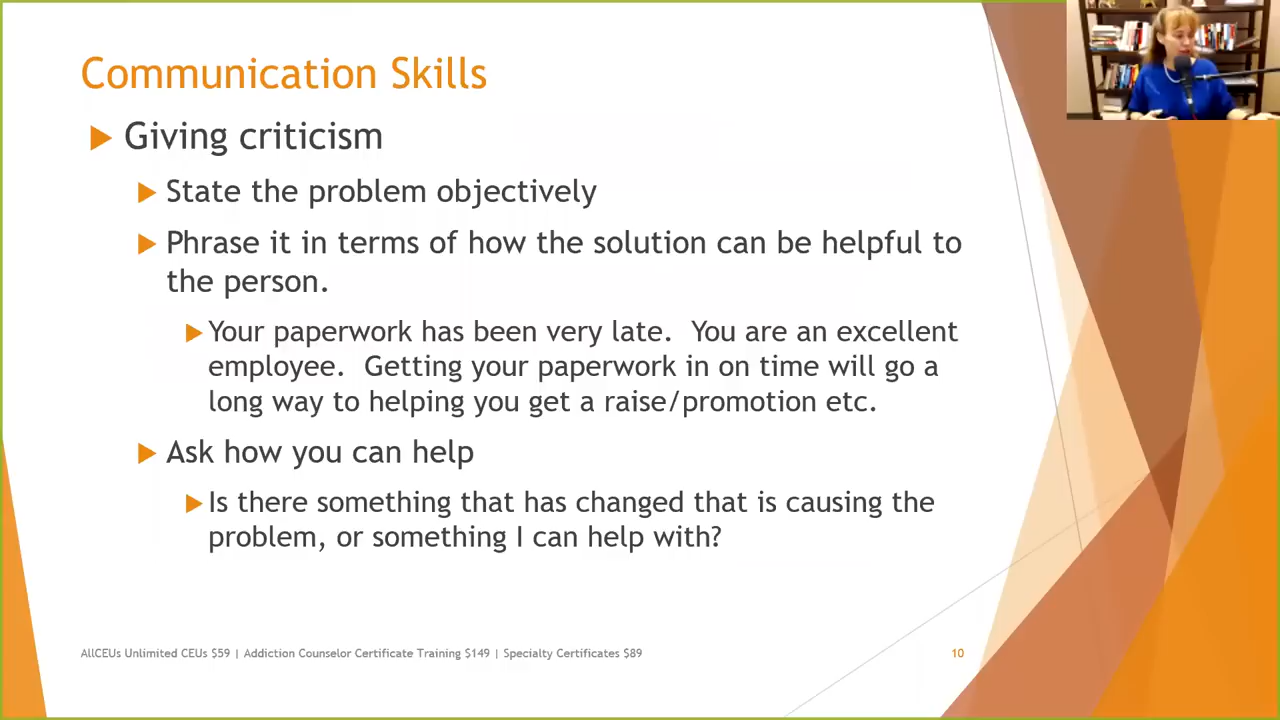 Communication Skills
Giving criticism
State the problem objectively
Phrase it in terms of how the solution can be helpful to
the person.
Your paperwork has been very late. You are an excellent
employee. Getting your paperwork in on time will go a
long way to helping you get a raise/promotion etc.
Ask how you can help
Is there something that has changed that is causing the
problem, or something I can help with?
AllCEUs Unlimited CEUs $59 | Addiction Counselor Certificate Training $149 | Specialty Certificates $89
10